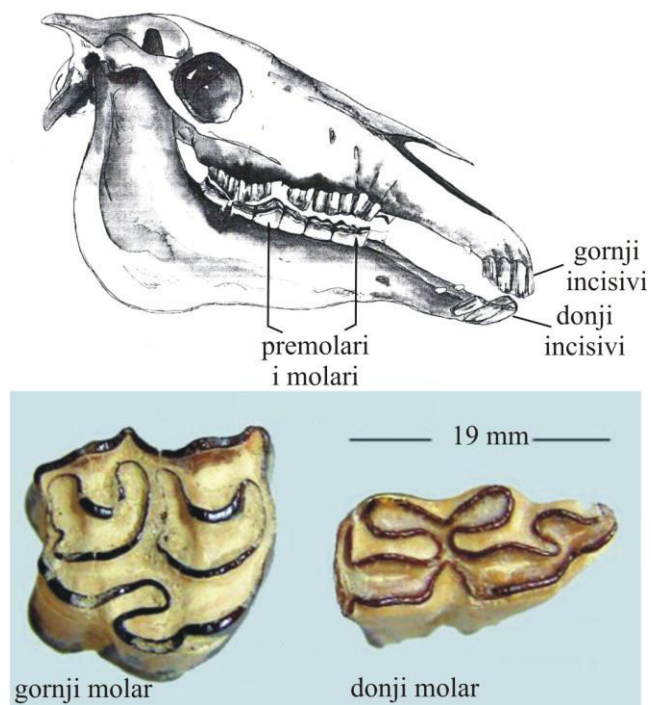 gornji
incisivi
donji
incisivi
premolari
i molari
19 mm
gornji molar
donji molar